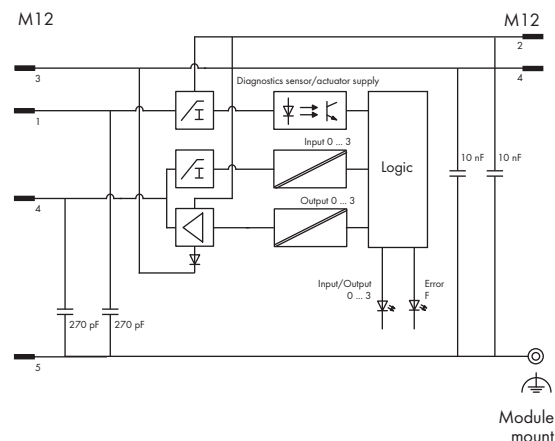 M12
M12
2
3
4
Diagnostics sensor/actuator supply
1
I
Input 0 ... 3
10 nF
10 nF
I
Logic
4
Output 0 ... 3
Input/Output
0 ... 3
Error
F
270 pF
270 pF
5
Module
mount